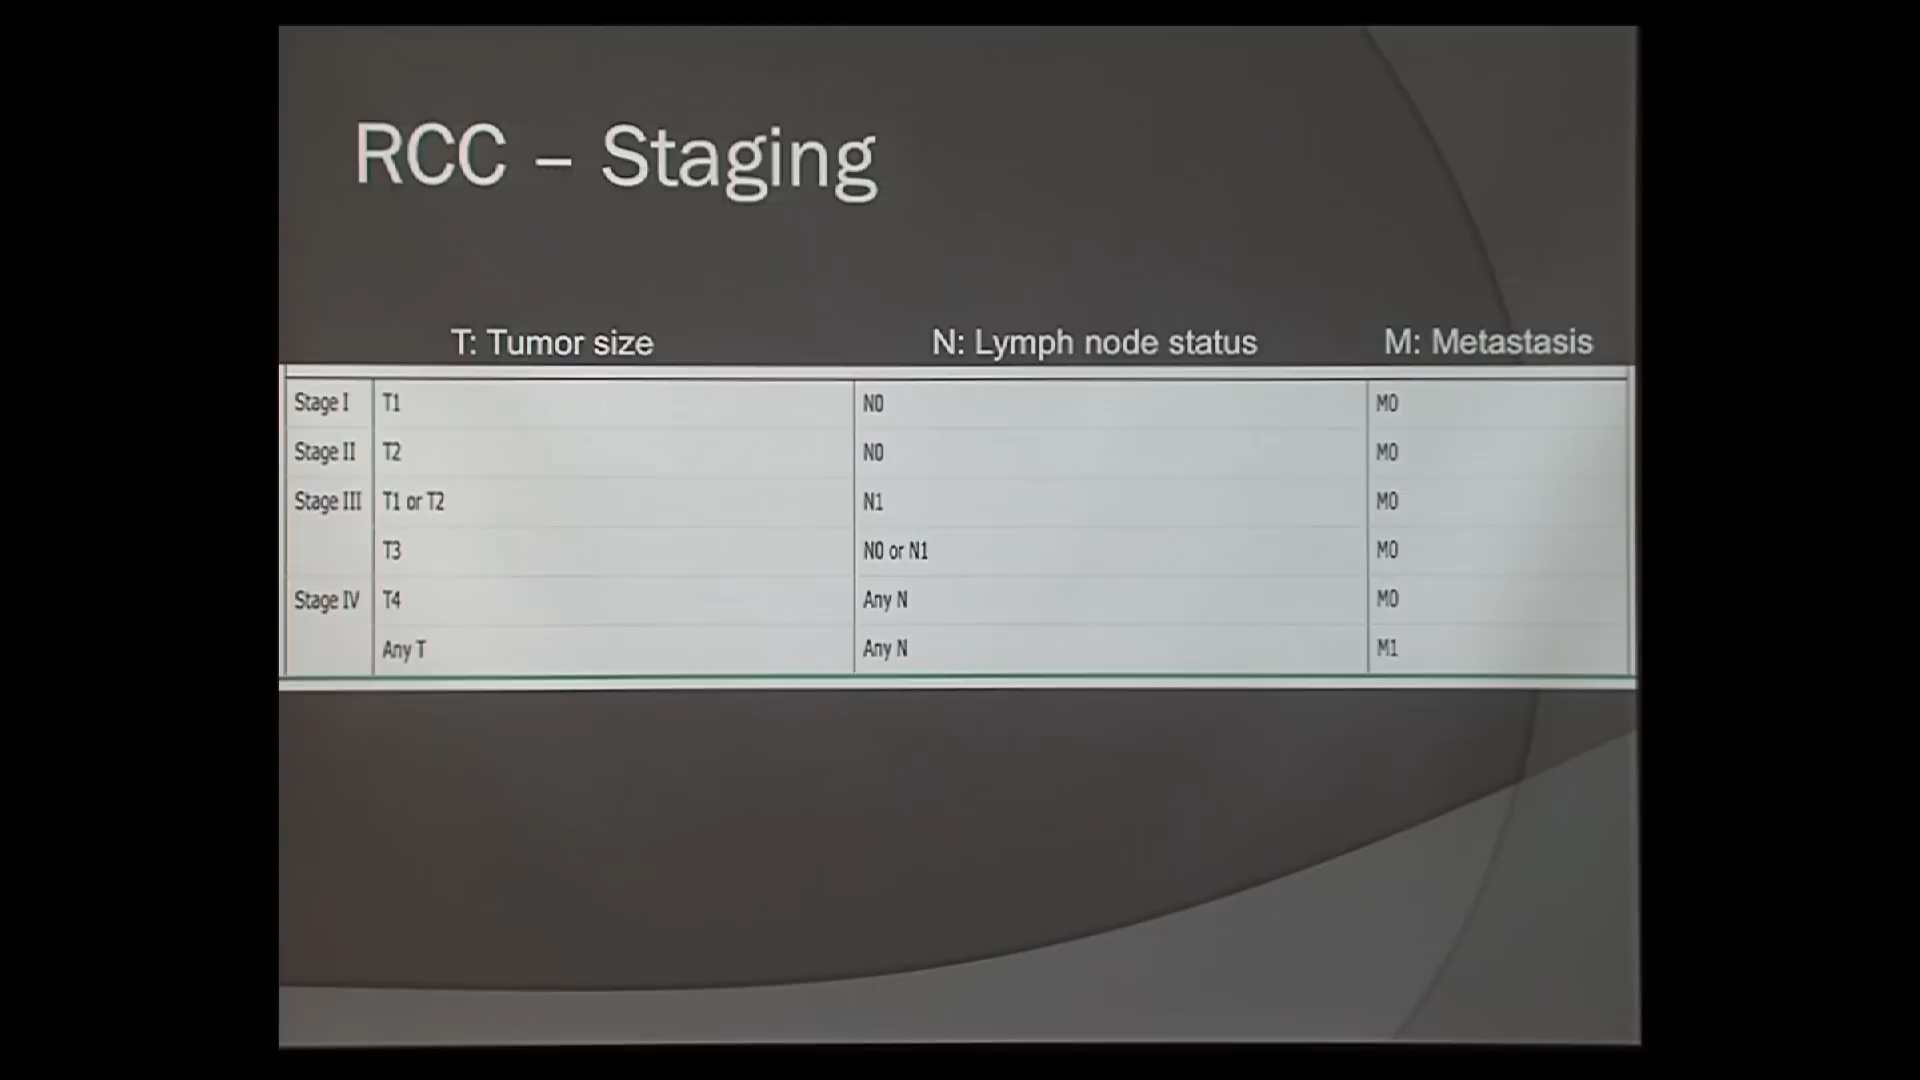 RCC – Staging
T: Tumor size N: Lymph node status M: Metastasis
Stage I T1 N0 M0
Stage II T2 N0 M0
Stage III T1 or T2 N1 M0
T3 N0 or N1 M0
Stage IV T4 Any N M0
Any T Any N M1